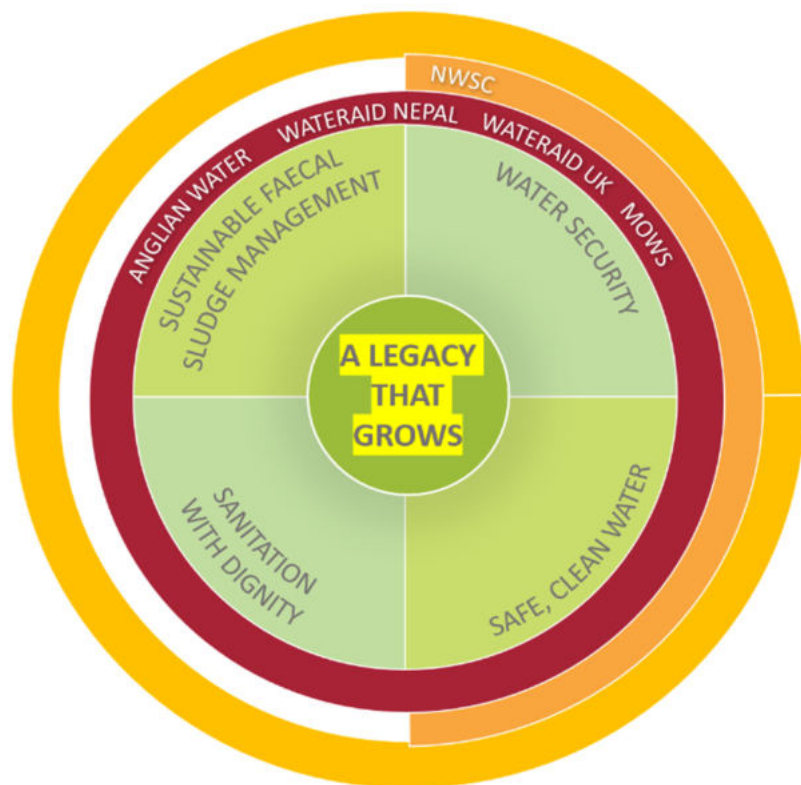 NWSC
ANGLIAN WATER WATERAID NEPAL WATERAID UK MOWS
SUSTAINABLE FAECAL
SLUDGE MANAGEMENT
WATER SECURITY
A LEGACY
THAT
GROWS
SANITATION
WITH DIGNITY
SAFE, CLEAN WATER